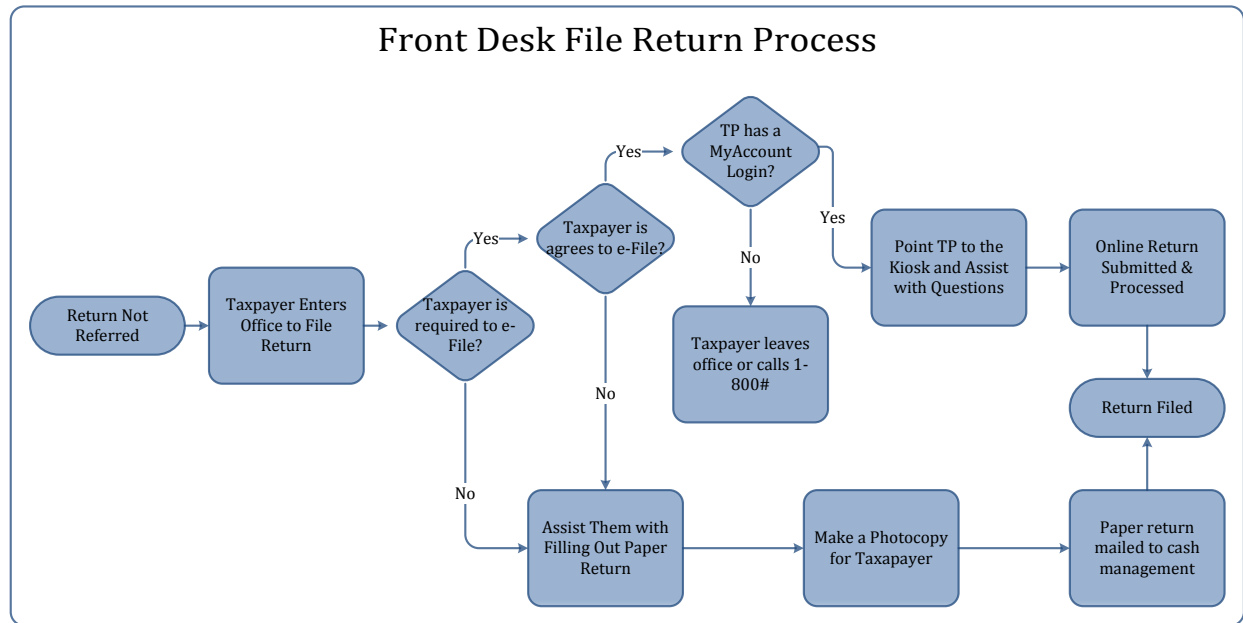 Front Desk File Return Process
Return Not
Referred
Taxpayer Enters
Office to File
Return
Taxpayer is
required to e-
File?
Yes
No
Taxpayer is
agrees to e-File?
Yes
No
TP has a
MyAccount
Login?
Yes
No
Taxpayer leaves
office or calls 1-
800#
Point TP to the
Kiosk and Assist
with Questions
Online Return
Submitted &
Processed
Return Filed
Assist Them with
Filling Out Paper
Return
Make a Photocopy
for Taxapayer
Paper return
mailed to cash
management